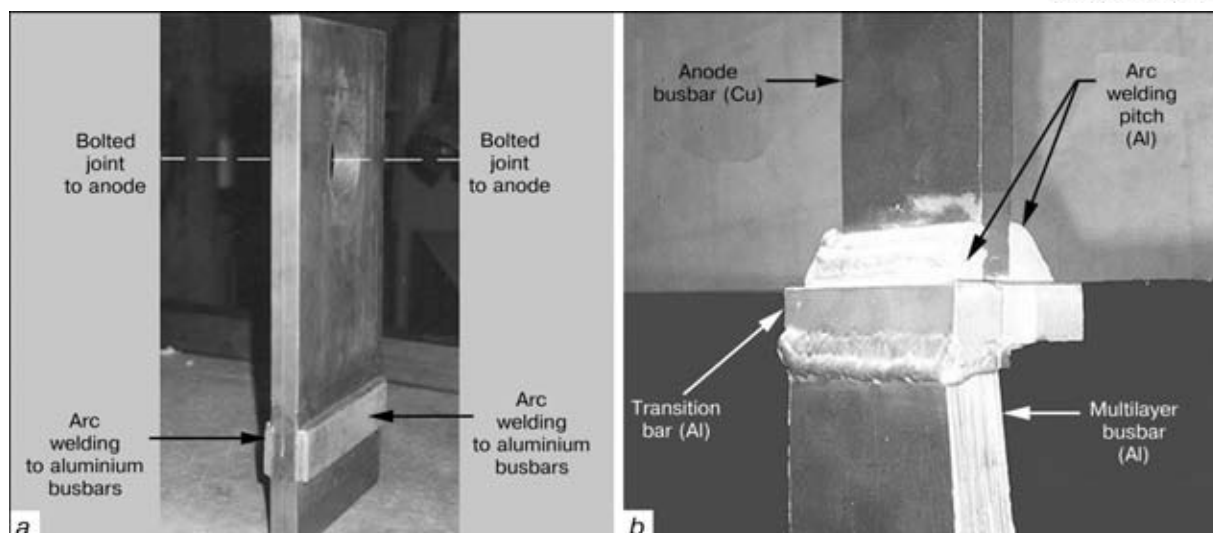 Bolted
joint
to anode
Bolted
joint
to anode
Arc
welding
to aluminium
busbars
Arc
welding
to aluminium
busbars
a
Anode
busbar (Cu)
Arc
welding
pitch
(Al)
Transition
bar (Al)
Multilayer
busbar
(Al)
b